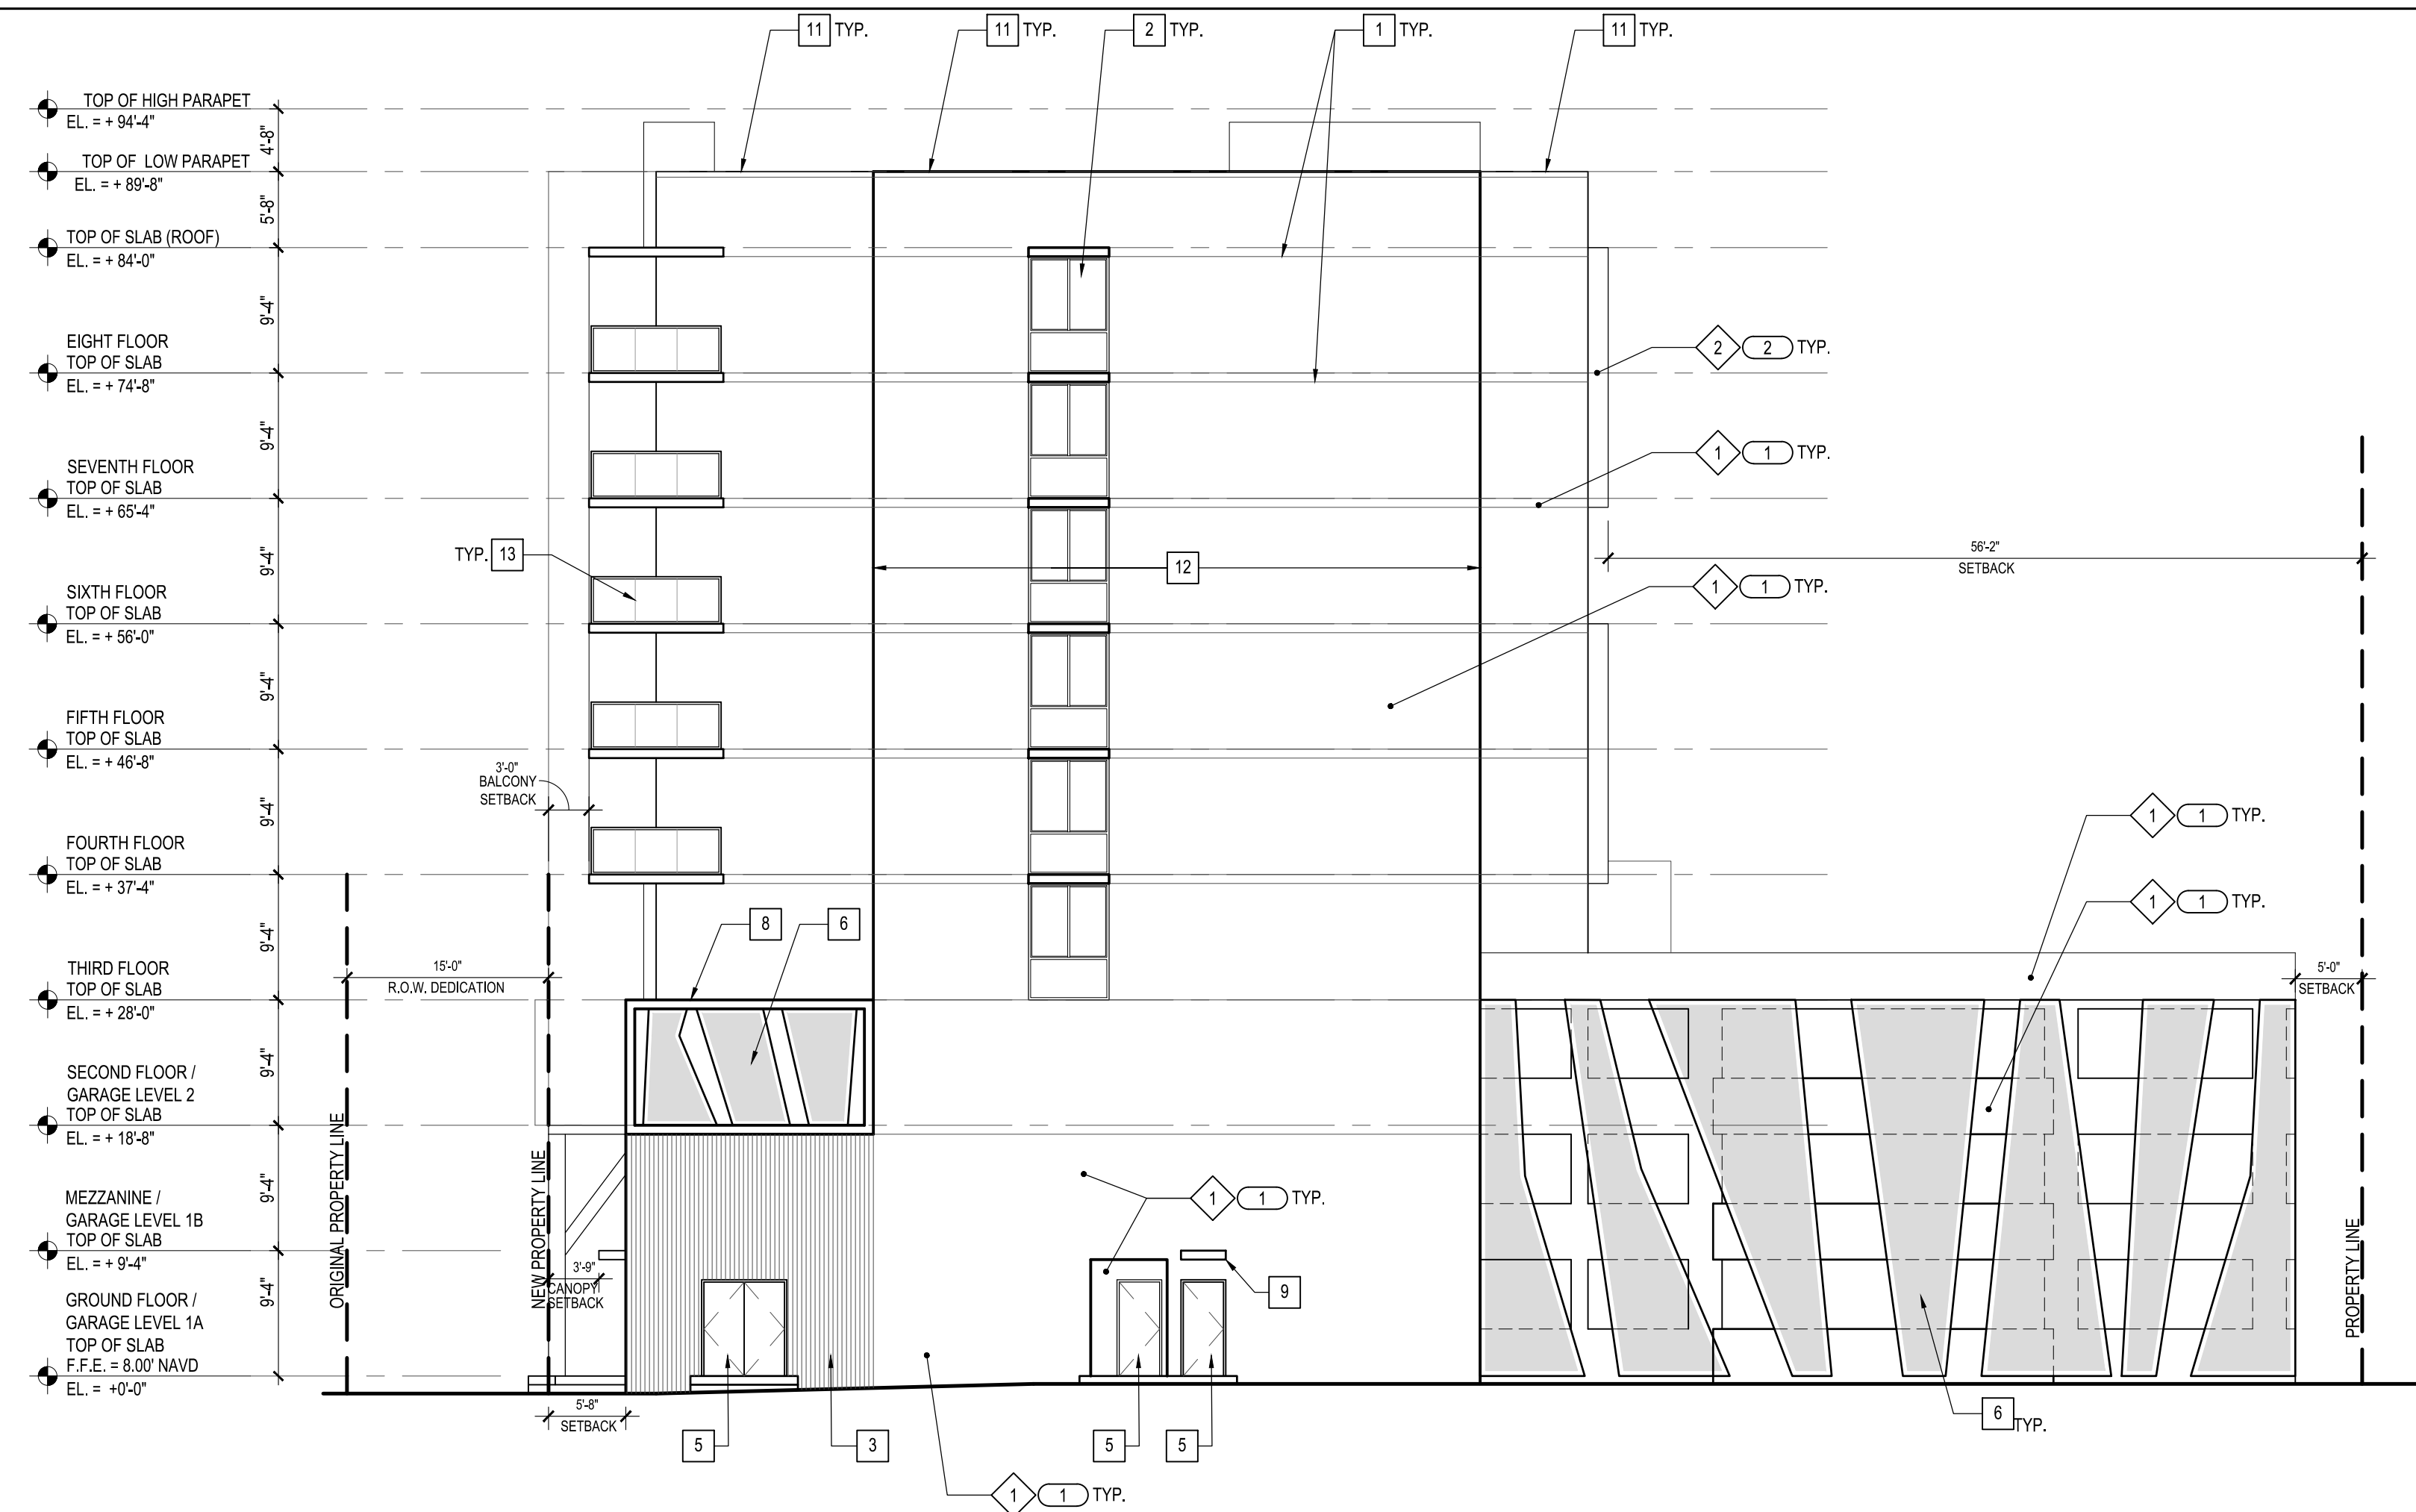 11 TYP.
11 TYP.
2 TYP.
1 TYP.
11 TYP.
TOP OF HIGH PARAPET
EL. = + 94'-4"
4'-8"
TOP OF LOW PARAPET
EL. = + 89'-8"
5'-8"
TOP OF SLAB (ROOF)
EL. = + 84'-0"
9'-4"
EIGHT FLOOR
TOP OF SLAB
EL. = + 74'-8"
2 2 TYP.
9'-4"
1 1 TYP.
SEVENTH FLOOR
TOP OF SLAB
EL. = + 65'-4"
9'-4"
TYP. 13
12
56'-2"
SETBACK
1 1 TYP.
SIXTH FLOOR
TOP OF SLAB
EL. = + 56'-0"
9'-4"
FIFTH FLOOR
TOP OF SLAB
EL. = + 46'-8"
3'-0"
BALCONY
SETBACK
9'-4"
1 1 TYP.
FOURTH FLOOR
TOP OF SLAB
EL. = + 37'-4"
1 1 TYP.
9'-4"
8
6
THIRD FLOOR
TOP OF SLAB
EL. = + 28'-0"
15'-0"
R.O.W. DEDICATION
5'-0"
SETBACK
9'-4"
SECOND FLOOR /
GARAGE LEVEL 2
TOP OF SLAB
EL. = + 18'-8"
9'-4"
MEZZANINE /
GARAGE LEVEL 1B
TOP OF SLAB
EL. = + 9'-4"
1 1 TYP.
ORIGINAL PROPERTY LINE
NEW PROPERTY LINE
PROPERTY LINE
3'-9"
CANOPY
SETBACK
9
9'-4"
GROUND FLOOR /
GARAGE LEVEL 1A
TOP OF SLAB
F.F.E. = 8.00' NAVD
EL. = +0'-0"
5'-8"
SETBACK
5
3
5
5
6 TYP.
1 1 TYP.